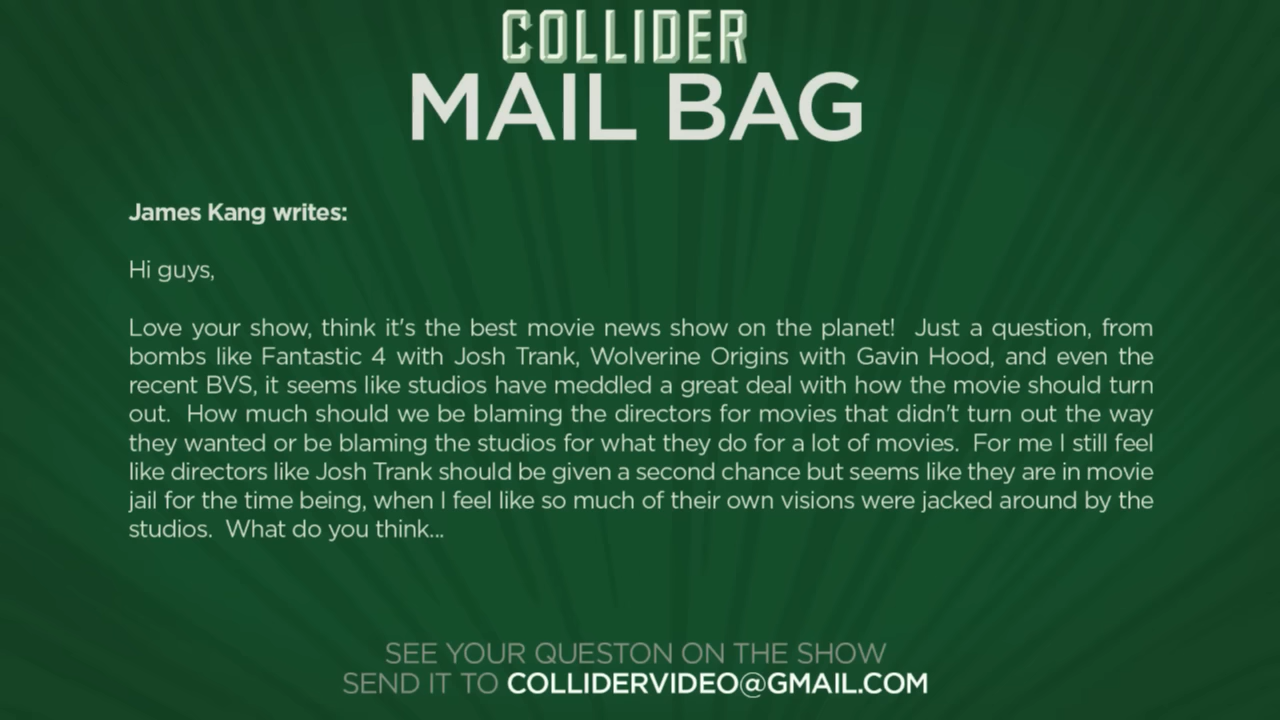 COLLIDER
MAIL BAG
James Kang writes:
Hi guys,
Love your show, think it's the best movie news show on the planet!  Just a question, from
bombs like Fantastic 4 with Josh Trank, Wolverine Origins with Gavin Hood, and even the
recent BVS, it seems like studios have meddled a great deal with how the movie should turn
out.  How much should we be blaming the directors for movies that didn't turn out the way
they wanted or be blaming the studios for what they do for a lot of movies.  For me I still feel
like directors like Josh Trank should be given a second chance but seems like they are in movie
jail for the time being, when I feel like so much of their own visions were jacked around by the
studios.  What do you think...
SEE YOUR QUESTON ON THE SHOW
SEND IT TO COLLIDERVIDEO@GMAIL.COM